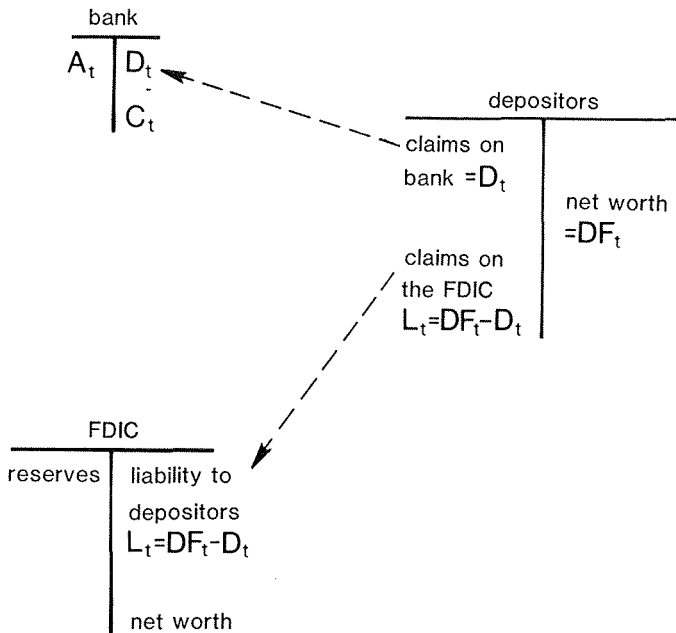 bank
A_t
D_t
C_t
depositors
claims on
bank =D_t
net worth
=DF_t
claims on
the FDIC
L_t=DF_t-D_t
FDIC
reserves
liability to
depositors
L_t=DF_t-D_t
net worth